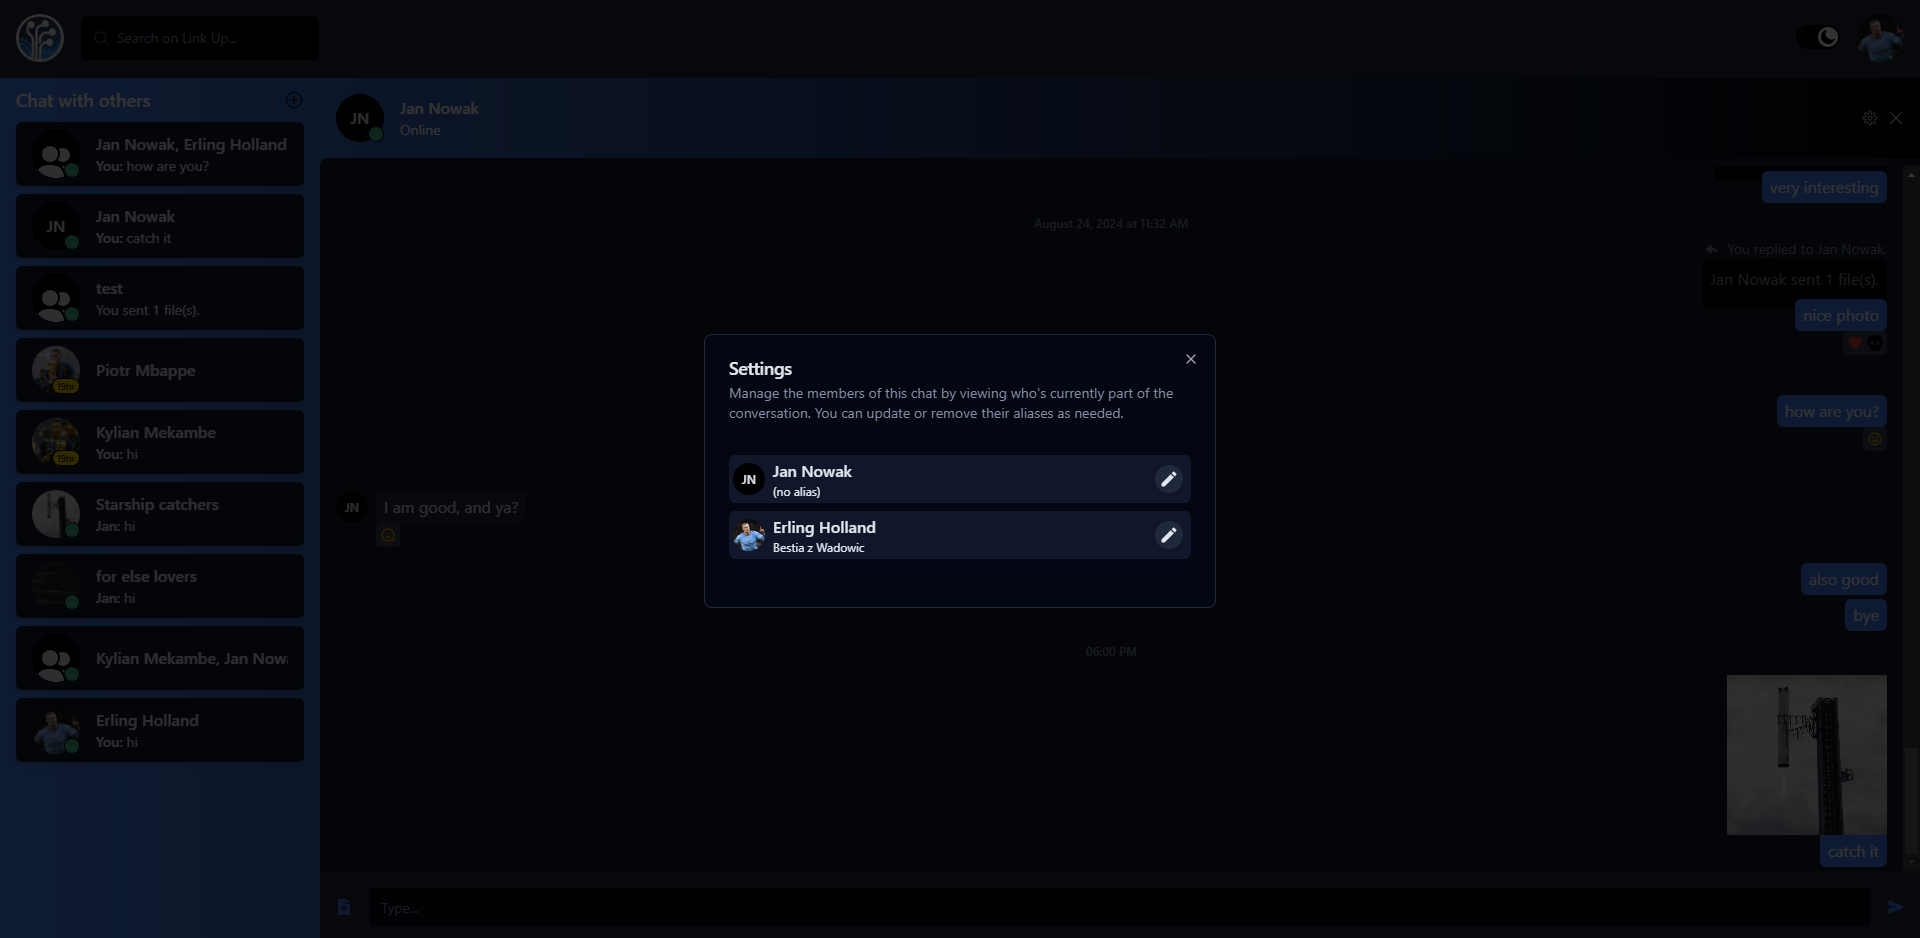 Search on Link Up...
Chat with others
Jan Nowak, Erling Holland
You: how are you?
JN
Jan Nowak
You: catch it
test
You sent 1 file(s).
Piotr Mbappe
19hr
Kylian Mekambe
You: hi
19hr
Starship catchers
Jan: hi
for else lovers
Jan: hi
Kylian Mekambe, Jan Nowa
Erling Holland
You: hi
JN
Jan Nowak
Online
very interesting
August 24, 2024 at 11:32 AM
You replied to Jan Nowak.
Jan Nowak sent 1 file(s).
nice photo
how are you?
JN
I am good, and ya?
also good
bye
06:00 PM
catch it
Type...
Settings
Manage the members of this chat by viewing who's currently part of the
conversation. You can update or remove their aliases as needed.
JN
Jan Nowak
(no alias)
Erling Holland
Bestia z Wadowic